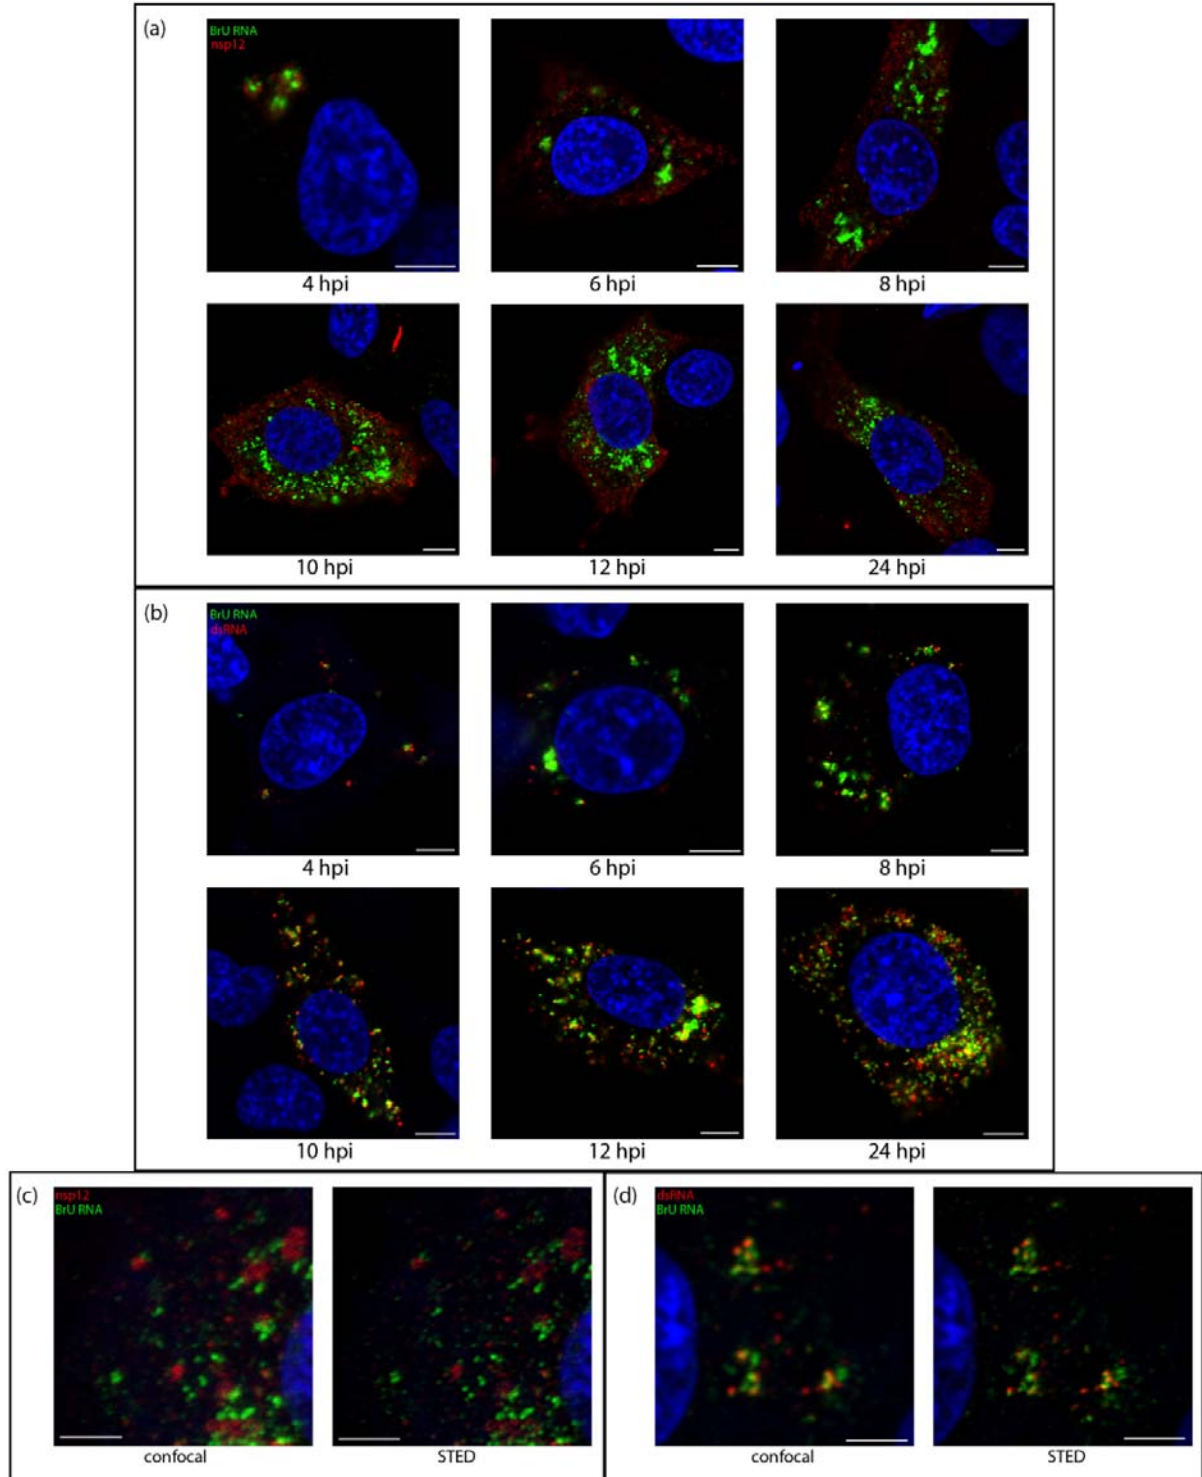 (a)
BrU RNA
nsp12
4 hpi
6 hpi
8 hpi
10 hpi
12 hpi
24 hpi
(b)
BrU RNA
dsRNA
4 hpi
6 hpi
8 hpi
10 hpi
12 hpi
24 hpi
(c)
nsp12
BrU RNA
confocal
STED
(d)
dsRNA
BrU RNA
confocal
STED